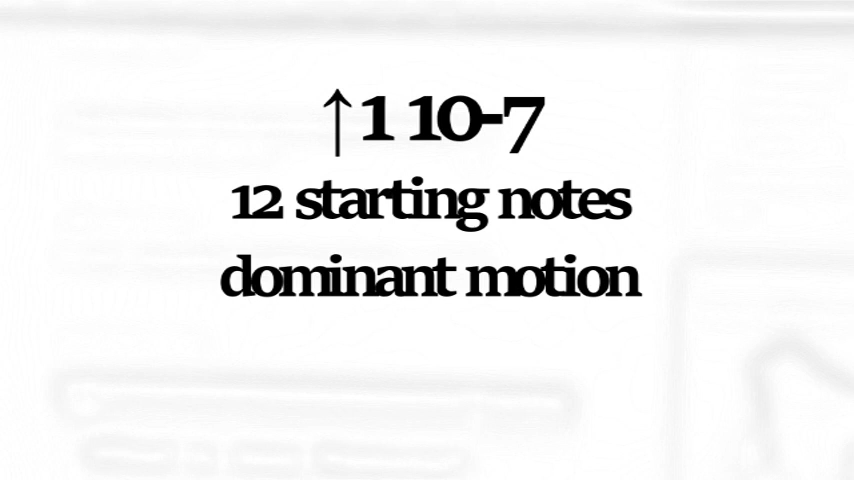 ↑1 10-7
12 starting notes
dominant motion